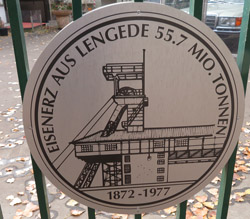 EISENERZ AUS LENGEDE 55.7 MIO. TONNEN
1872-1977